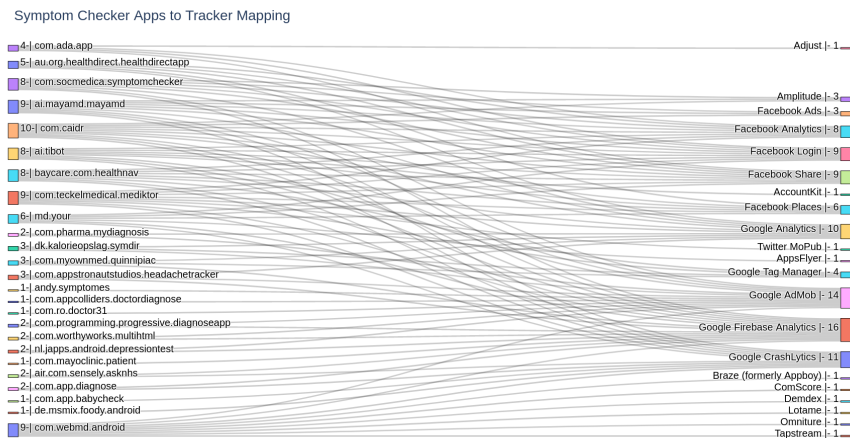 Symptom Checker Apps to Tracker Mapping
4-| com.ada.app
5-| au.org.healthdirect.healthdirectapp
8-| com.socmedica.symptomchecker
9-| ai.mayamd.mayamd
10-| com.caidr
8-| ai.tibot
8-| baycare.com.healthnav
9-| com.teckelmedical.mediktor
6-| md.your
2-| com.pharma.mydiagnosis
3-| dk.kalorieopslag.symdir
3-| com.myownmed.quinnipiac
3-| com.appstronautstudios.headachetracker
1-| andy.symptomes
1-| com.appcolliders.doctordiagnose
1-| com.ro.doctor31
2-| com.programming.progressive.diagnoseapp
2-| com.worthyworks.multihtml
2-| nl.japps.android.depressiontest
1-| com.mayoclinic.patient
2-| air.com.sensely.asknhs
2-| com.app.diagnose
1-| com.app.babycheck
1-| de.msmix.foody.android
9-| com.webmd.android
Adjust |- 1
Amplitude |- 3
Facebook Ads |- 3
Facebook Analytics |- 8
Facebook Login |- 9
Facebook Share |- 9
AccountKit |- 1
Facebook Places |- 6
Google Analytics |- 10
Twitter MoPub |- 1
AppsFlyer |- 1
Google Tag Manager |- 4
Google AdMob |- 14
Google Firebase Analytics |- 16
Google CrashLytics |- 11
Braze (formerly Appboy) |- 1
ComScore |- 1
Demdex |- 1
Lotame |- 1
Omniture |- 1
Tapstream |- 1